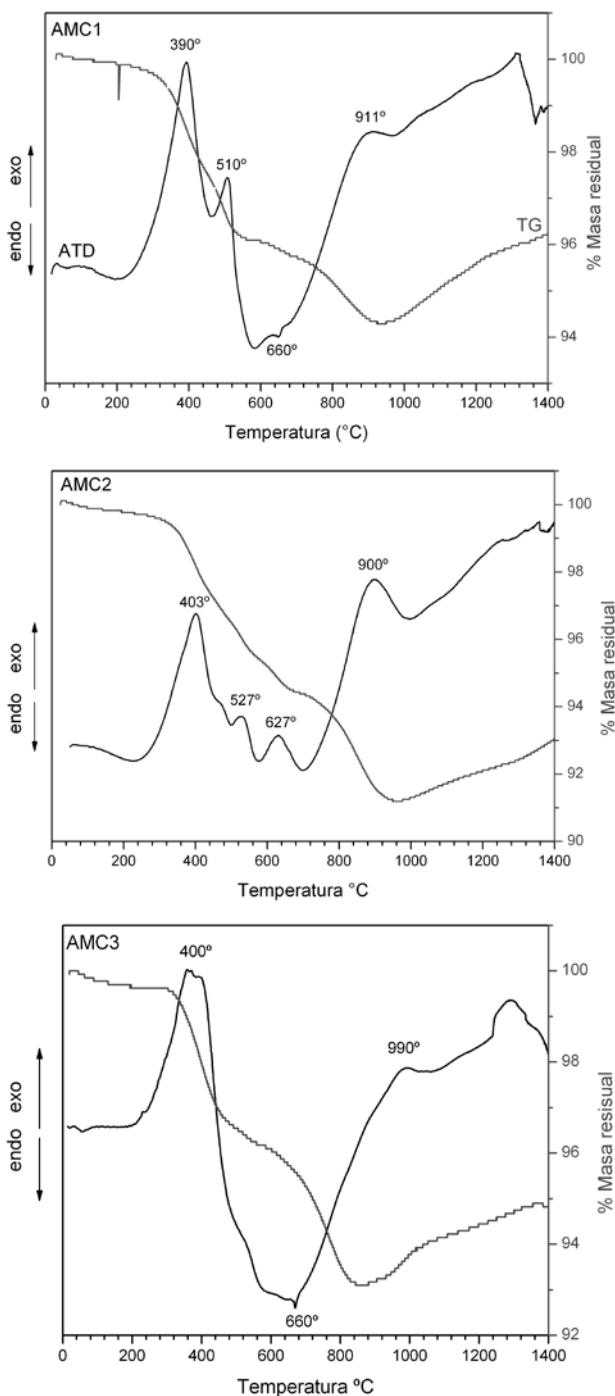 AMC1
390º
510º
911º
660º
ATD
TG
endo exo
% Masa residual
100
98
96
94
0 200 400 600 800 1000 1200 1400
Temperatura (°C)
AMC2
403º
527º
627º
900º
endo exo
% Masa residual
100
98
96
94
92
90
0 200 400 600 800 1000 1200 1400
Temperatura °C
AMC3
400º
990º
660º
endo exo
% Masa resisual
100
98
96
94
92
0 200 400 600 800 1000 1200 1400
Temperatura ºC